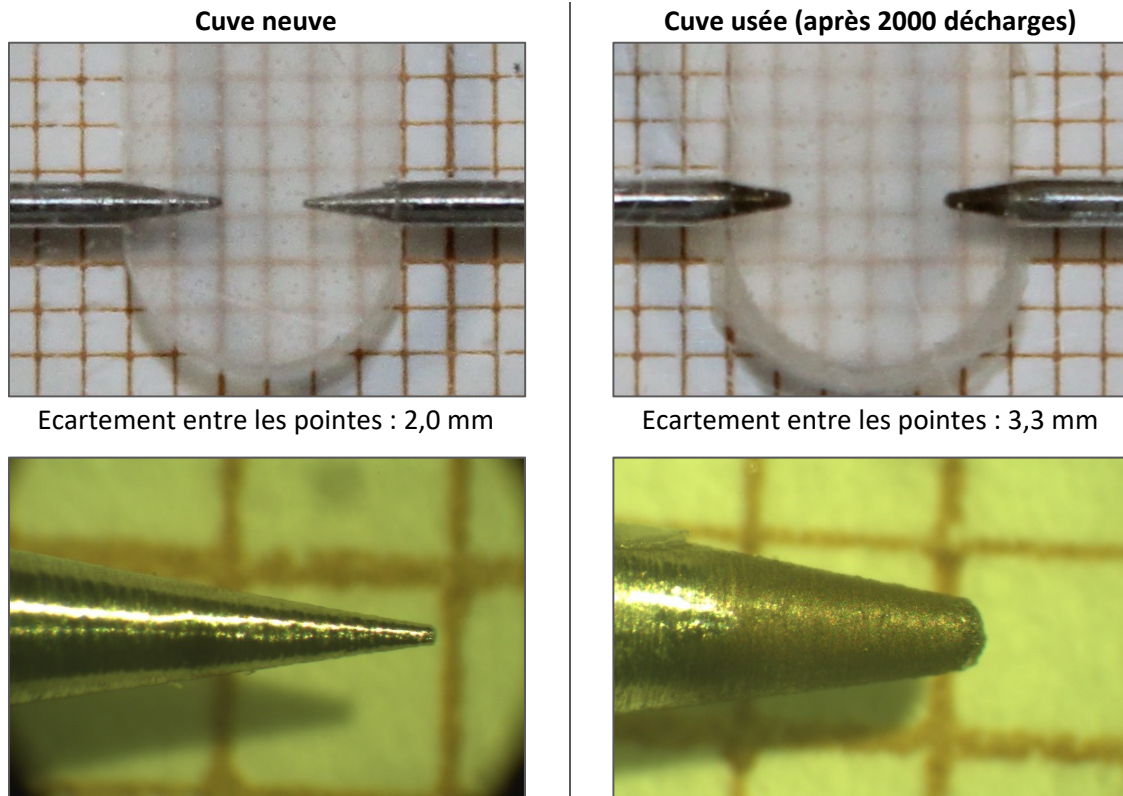 Cuve neuve
Cuve usée (après 2000 décharges)
Ecartement entre les pointes : 2,0 mm
Ecartement entre les pointes : 3,3 mm